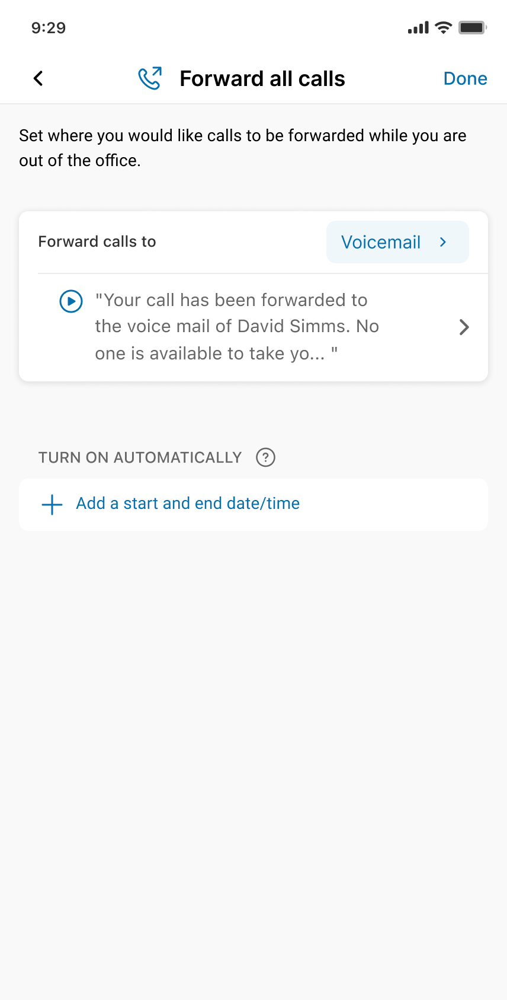 9:29
Forward all calls
Done
Set where you would like calls to be forwarded while you are
out of the office.
Forward calls to
Voicemail
"Your call has been forwarded to
the voice mail of David Simms. No
one is available to take yo... "
TURN ON AUTOMATICALLY ?
Add a start and end date/time